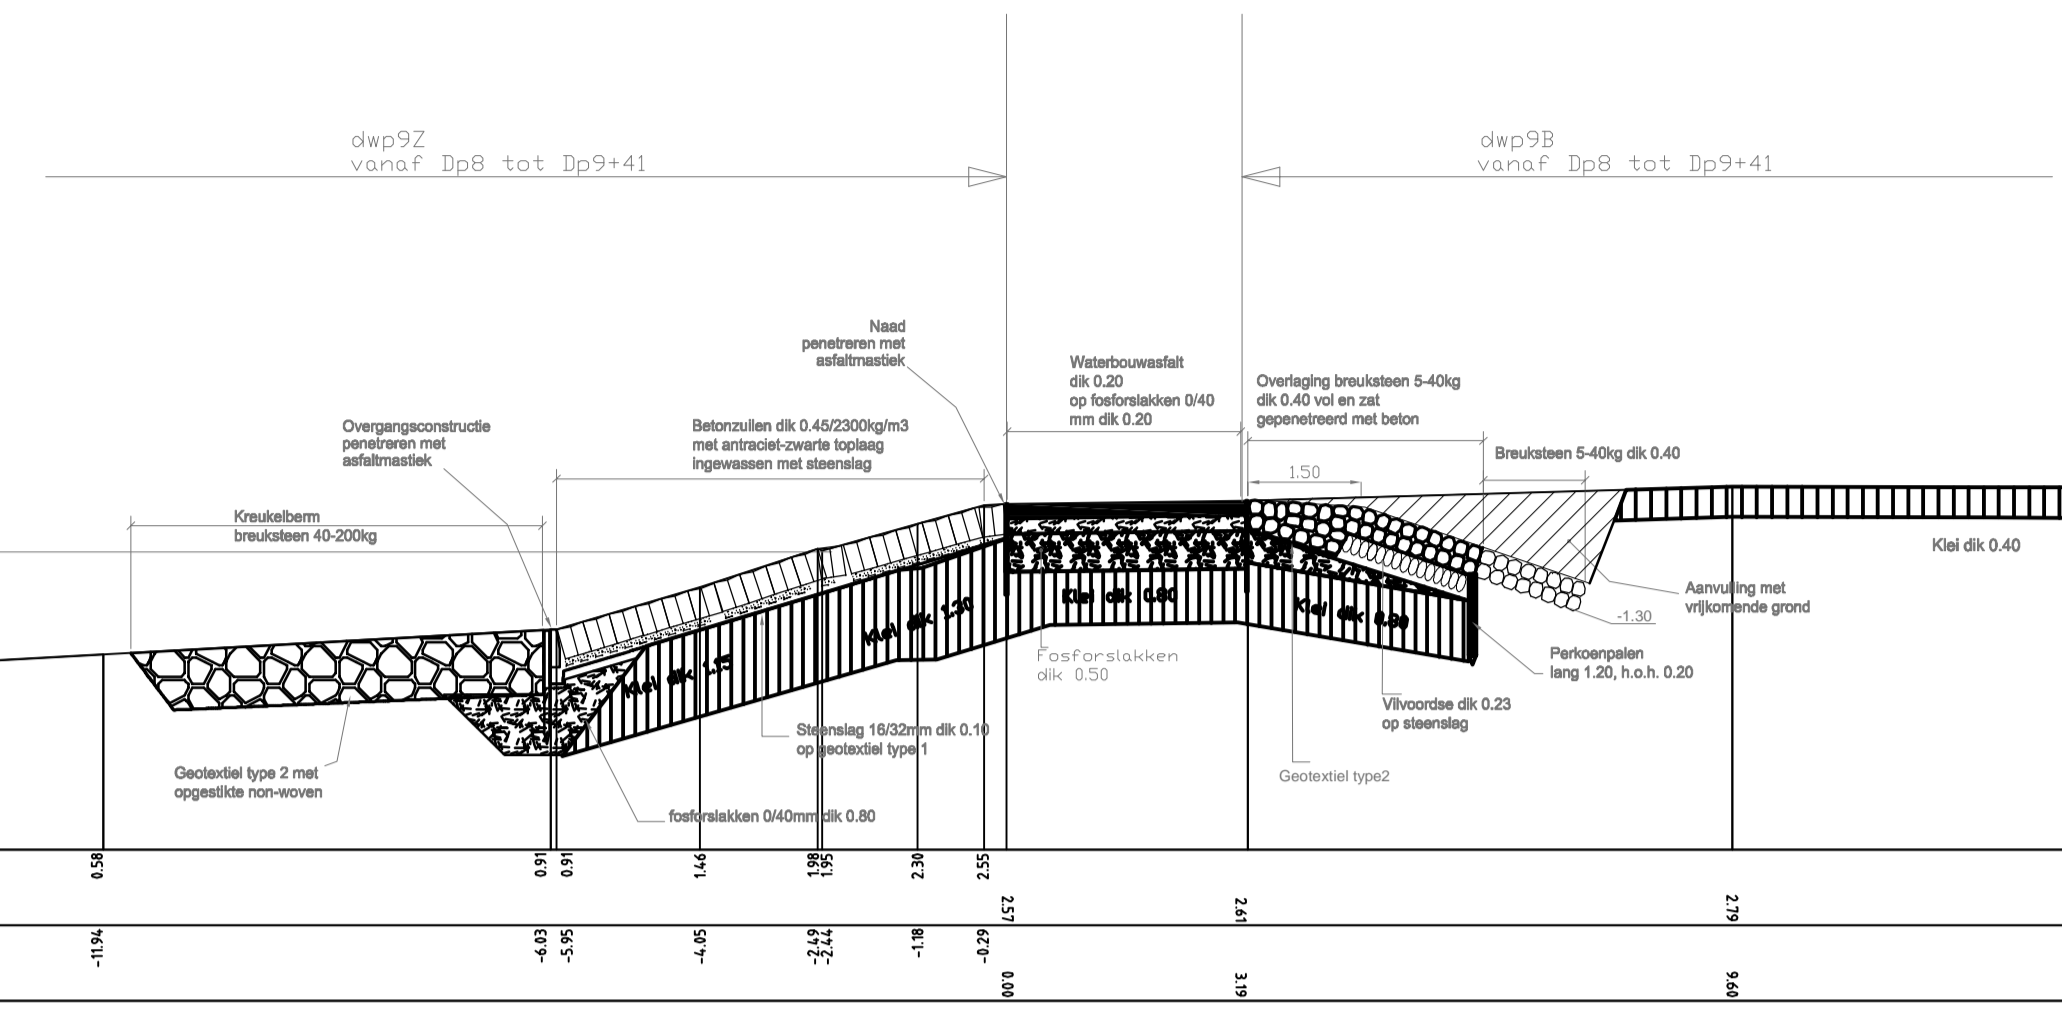 dwp9Z
vanaf Dp8 tot Dp9+41
dwp9B
vanaf Dp8 tot Dp9+41
Naad
penetreren met
asfaltmastiek
Waterbouwasfalt
dik 0.20
op fosforslakken 0/40
mm dik 0.20
Overlaging breuksteen 5-40kg
dik 0.40 vol en zat
gepenetreerd met beton
Overgangsconstructie
penetreren met
asfaltmastiek
Betonzuilen dik 0.45/2300kg/m3
met antraciet-zwarte toplaag
ingewassen met steenslag
Breuksteen 5-40kg dik 0.40
1.50
Kreukelberm
breuksteen 40-200kg
Klei dik 0.40
Aanvulling met
vrijkomende grond
-1.30
Klei dik 1.30
Klei dik 0.80
Klei dik 0.80
Fosforslakken
dik 0.50
Perkoenpalen
lang 1.20, h.o.h. 0.20
Klei dik 1.15
Vilvoordse dik 0.23
op steenslag
Steenslag 16/32mm dik 0.10
op geotextiel type 1
Geotextiel type 2 met
opgestikte non-woven
Geotextiel type2
fosforslakken 0/40mm dik 0.80
0.58
0.91
0.91
1.46
1.98
1.95
2.30
2.55
2.57
2.61
2.79
-11.94
-6.03
-5.95
-4.05
-2.49
-2.44
-1.18
-0.29
0.00
3.19
9.60